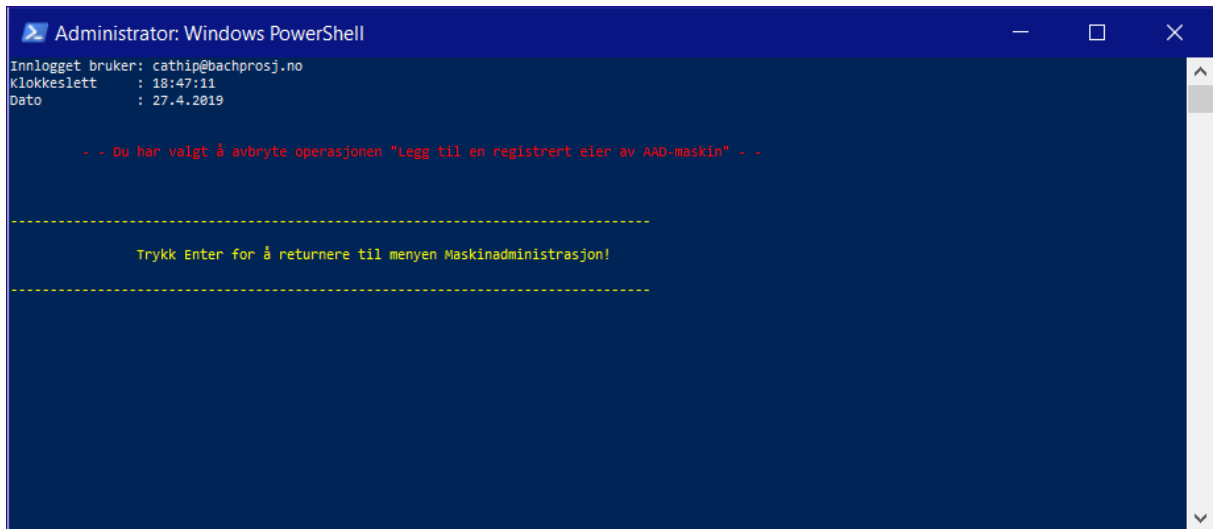 Administrator: Windows PowerShell
Innlogget bruker: cathip@bachprosj.no
Klokkeslett     : 18:47:11
Dato            : 27.4.2019
- - Du har valgt å avbryte operasjonen "Legg til en registrert eier av AAD-maskin" - -
--------------------------------------------------------------------------------
Trykk Enter for å returnere til menyen Maskinadministrasjon!
--------------------------------------------------------------------------------